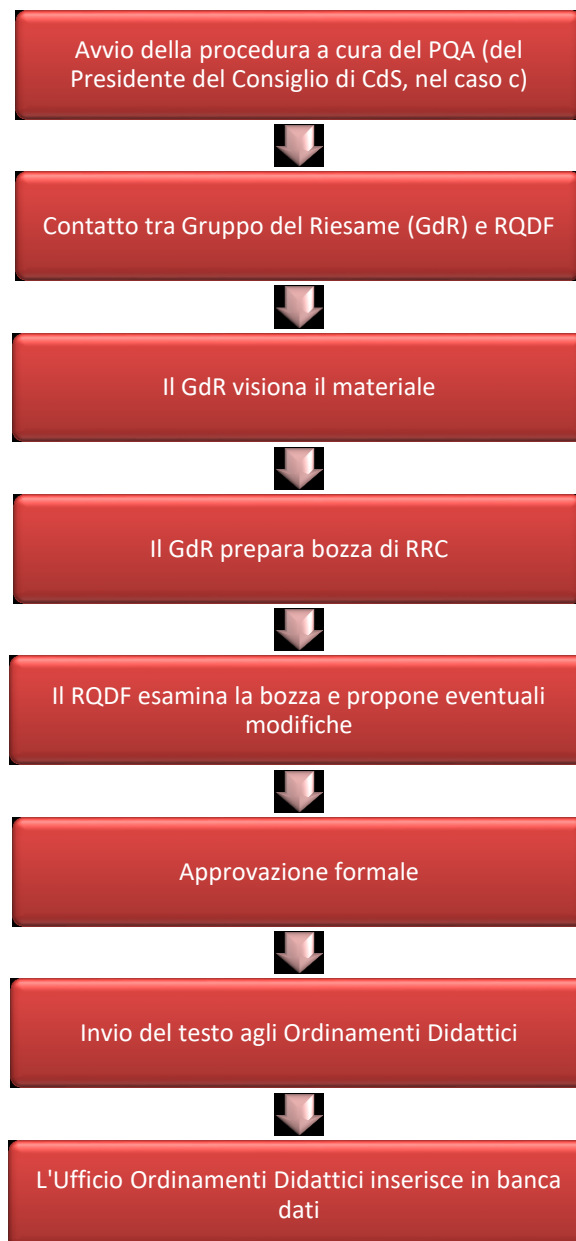 Avvio della procedura a cura del PQA (del
Presidente del Consiglio di CdS, nel caso c)
Contatto tra Gruppo del Riesame (GdR) e RQDF
Il GdR visiona il materiale
Il GdR prepara bozza di RRC
Il RQDF esamina la bozza e propone eventuali
modifiche
Approvazione formale
Invio del testo agli Ordinamenti Didattici
L'Ufficio Ordinamenti Didattici inserisce in banca
dati